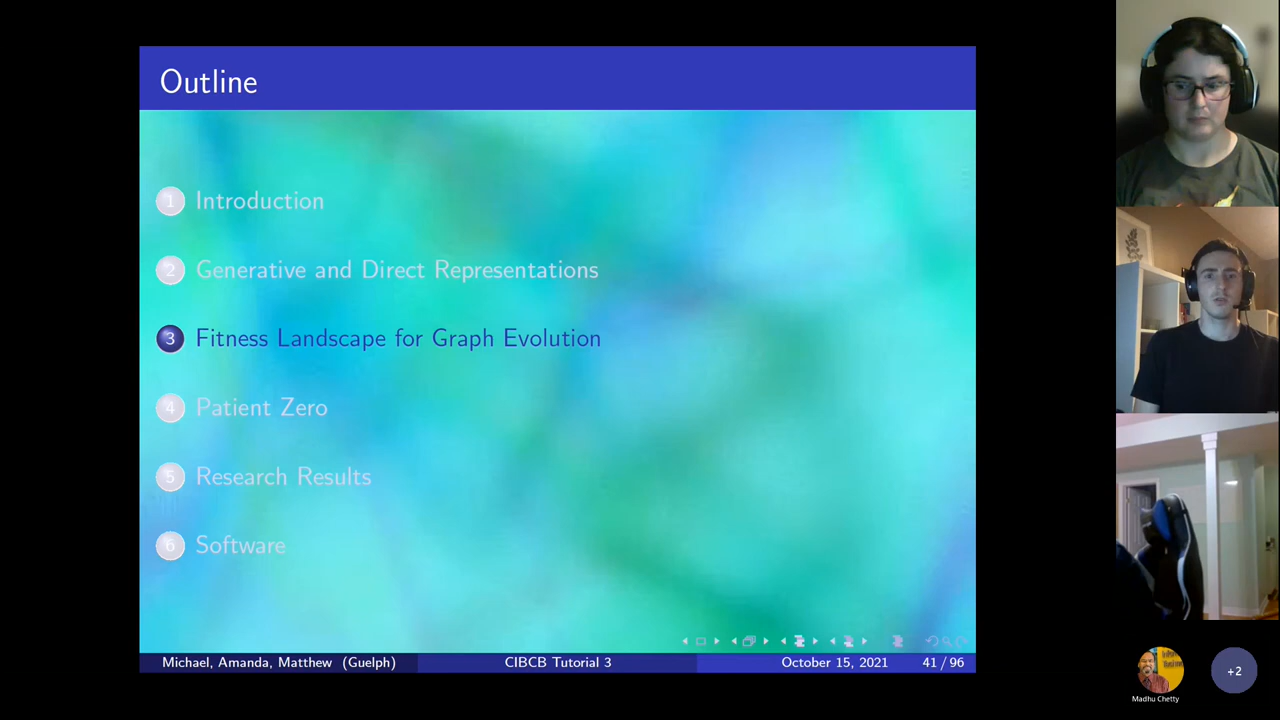 Outline
1 Introduction
2 Generative and Direct Representations
3 Fitness Landscape for Graph Evolution
4 Patient Zero
5 Research Results
6 Software
Michael, Amanda, Matthew (Guelph) CIBCB Tutorial 3 October 15, 2021 41 / 96
+2
Madhu Chetty